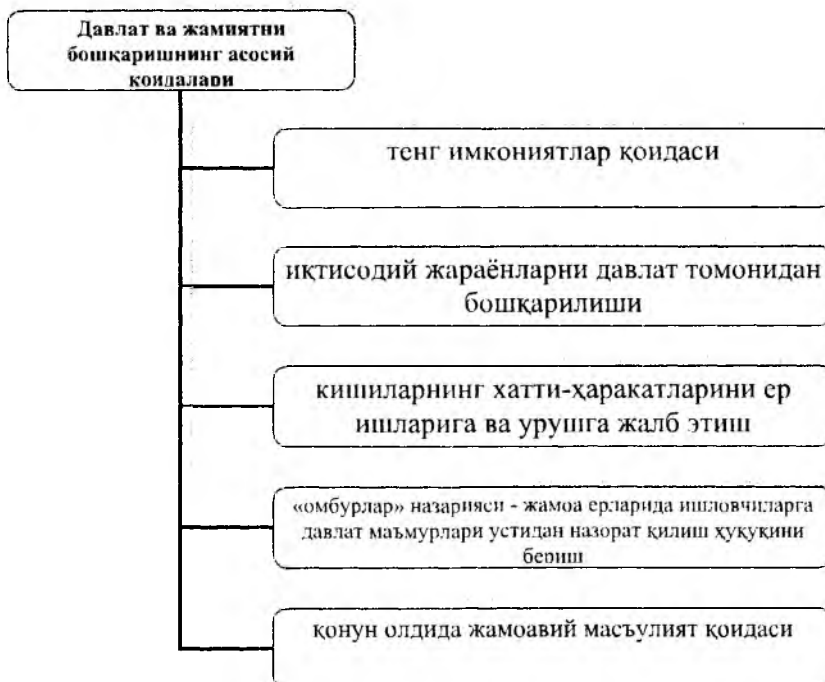 Давлат ва жамиятни
бошқаришнинг асосий
қоидалари
тенг имкониятлар қоидаси
иқтисодий жараёнларни давлат томонидан
бошқарилиши
кишиларнинг хатти-ҳаракатларини ер
ишларига ва урушга жалб этиш
«омбурлар» назарияси - жамоа ерларида ишловчиларга
давлат маъмурлари устидан назорат қилиш ҳуқуқини
бериш
қонун олдида жамоавий масъулият қоидаси